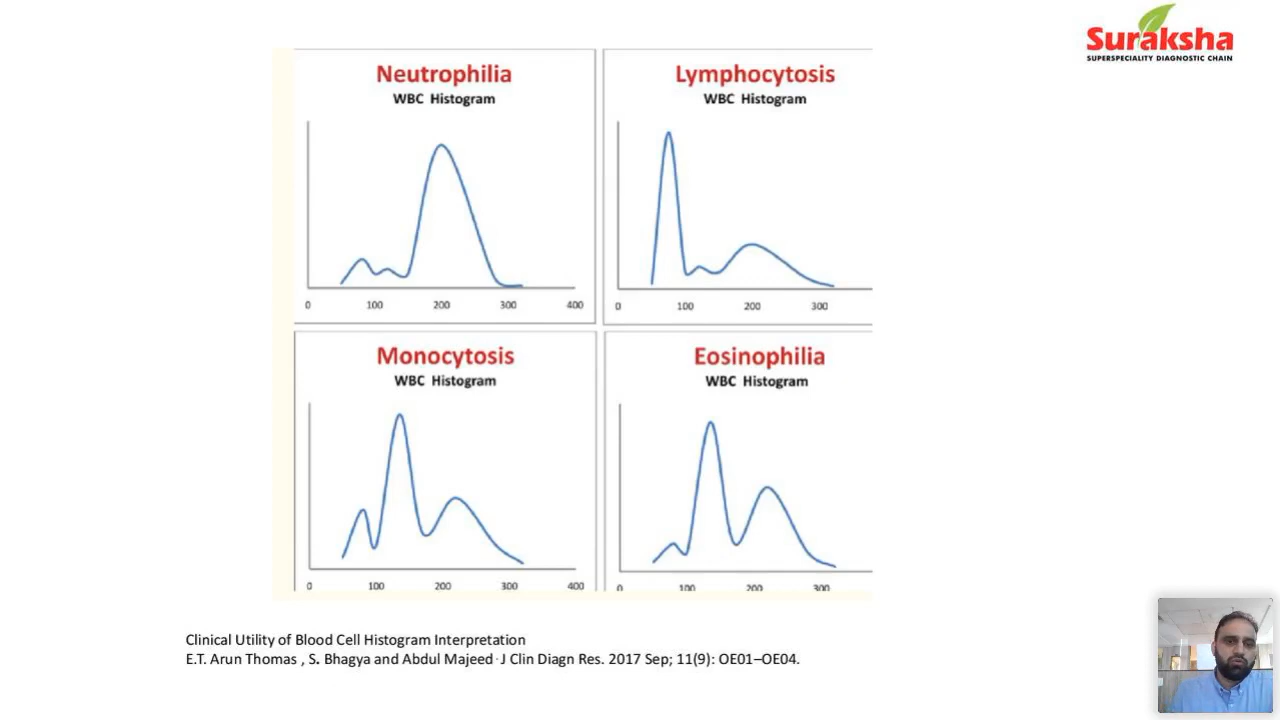 Suraksha
SUPERSPECIALITY DIAGNOSTIC CHAIN
Neutrophilia
WBC Histogram
0 100 200 300 400
Lymphocytosis
WBC Histogram
0 100 200 300
Monocytosis
WBC Histogram
0 100 200 300 400
Eosinophilia
WBC Histogram
0 100 200 300
Clinical Utility of Blood Cell Histogram Interpretation
E.T. Arun Thomas , S. Bhagya and Abdul Majeed · J Clin Diagn Res. 2017 Sep; 11(9): OE01–OE04.